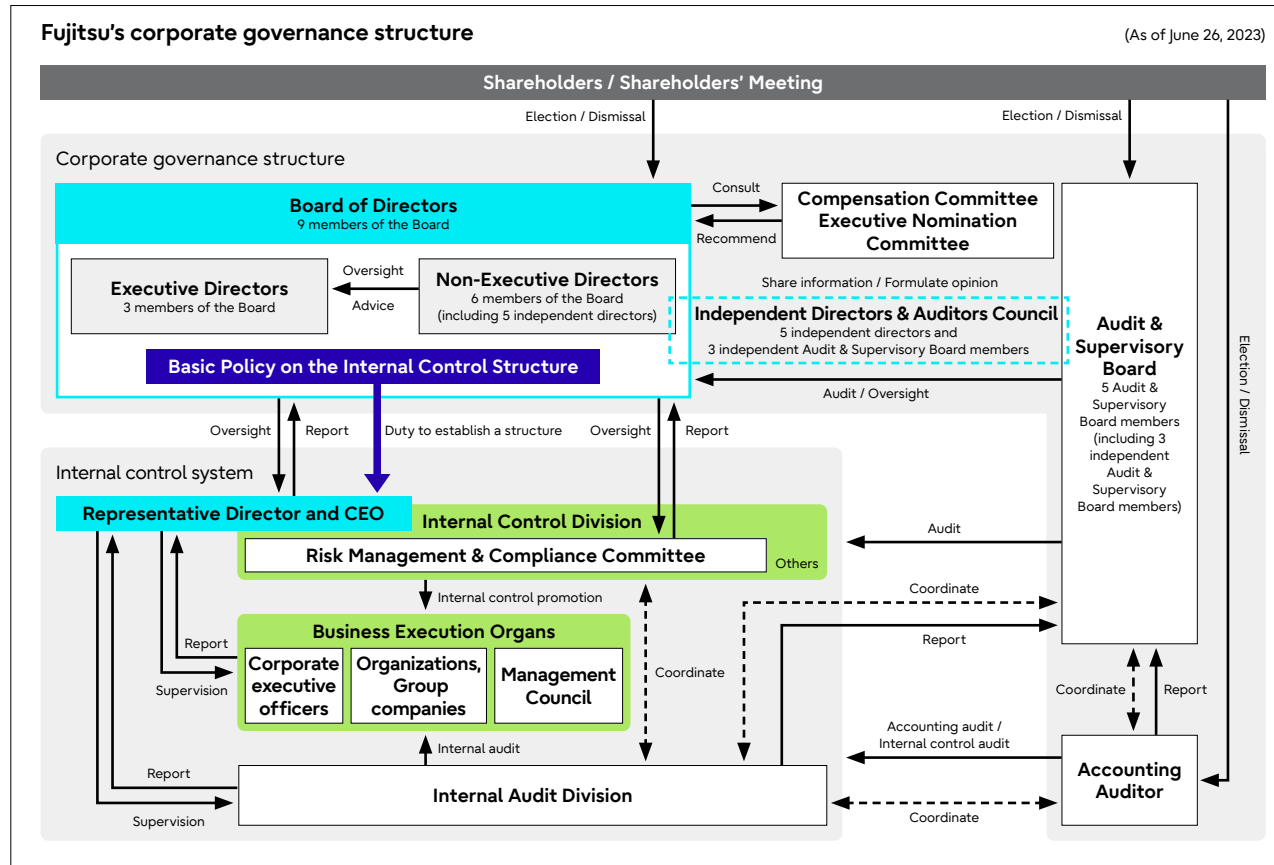 Fujitsu's corporate governance structure
(As of June 26, 2023)
Shareholders / Shareholders' Meeting
Election / Dismissal
Election / Dismissal
Election / Dismissal
Corporate governance structure
Board of Directors
9 members of the Board
Consult
Recommend
Compensation Committee
Executive Nomination
Committee
Executive Directors
3 members of the Board
Oversight
Advice
Non-Executive Directors
6 members of the Board
(including 5 independent directors)
Share information / Formulate opinion
Independent Directors & Auditors Council
5 independent directors and
3 independent Audit & Supervisory Board members
Basic Policy on the Internal Control Structure
Audit / Oversight
Audit &
Supervisory
Board
5 Audit &
Supervisory
Board members
(including 3
independent
Audit &
Supervisory
Board members)
Oversight
Report
Duty to establish a structure
Oversight
Report
Internal control system
Representative Director and CEO
Internal Control Division
Risk Management & Compliance Committee
Others
Audit
Internal control promotion
Coordinate
Report
Business Execution Organs
Corporate
executive
officers
Organizations,
Group
companies
Management
Council
Report
Supervision
Coordinate
Coordinate
Report
Internal audit
Accounting audit /
Internal control audit
Report
Supervision
Internal Audit Division
Accounting
Auditor
Coordinate